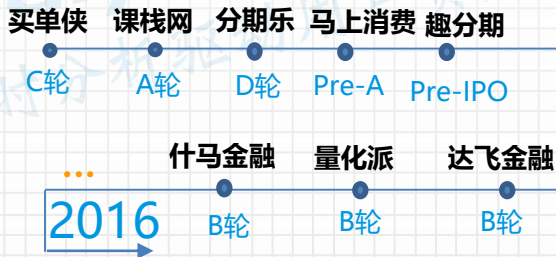 买单侠 课栈网 分期乐 马上消费 趣分期
C轮 A轮 D轮 Pre-A Pre-IPO
... 什马金融 量化派 达飞金融
2016 B轮 B轮 B轮